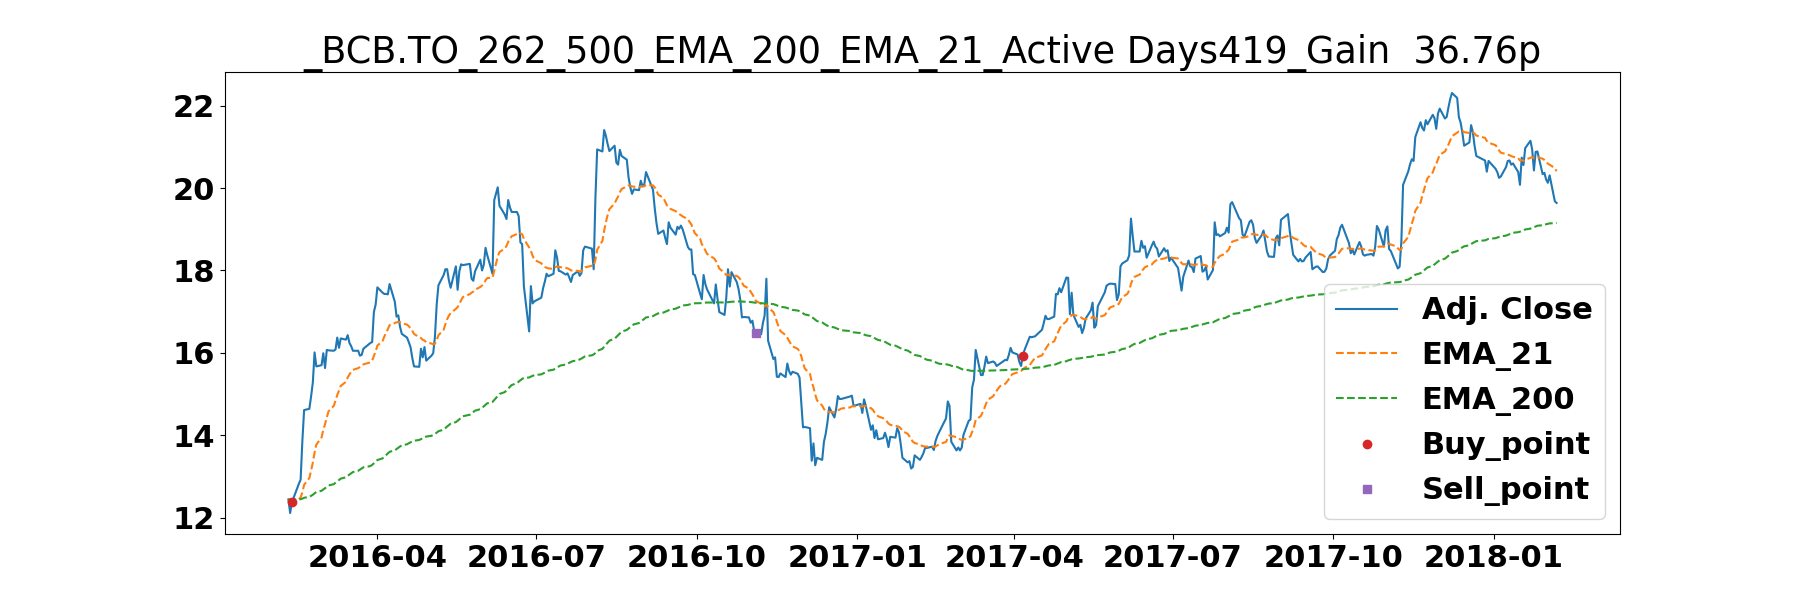 _BCB.TO_262_500_EMA_200_EMA_21_Active Days419_Gain  36.76p
22
20
18
16
14
12
Adj. Close
EMA_21
EMA_200
Buy_point
Sell_point
2016-04 2016-07 2016-10 2017-01 2017-04 2017-07 2017-10 2018-01